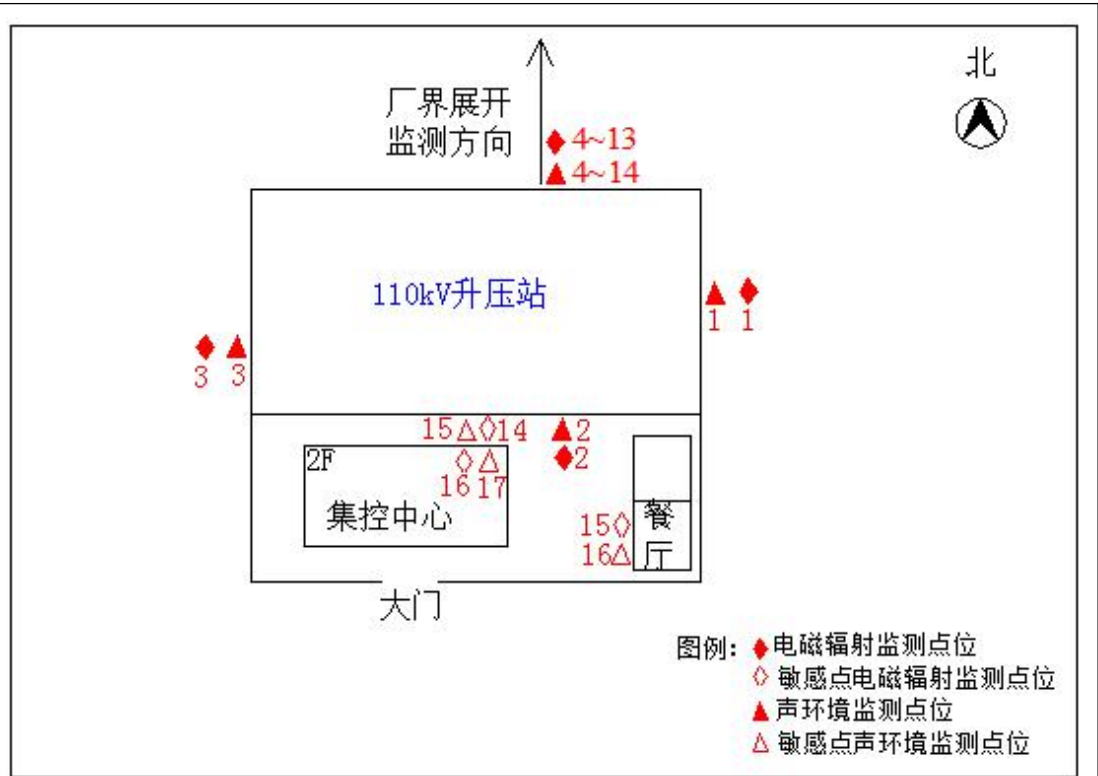 北
厂界展开
监测方向
4~13
4~14
110kV升压站
1 1
3 3
15 14 2
2F 2
16 17
集控中心
15 餐
16 厅
大门
图例: 电磁辐射监测点位
敏感点电磁辐射监测点位
声环境监测点位
敏感点声环境监测点位